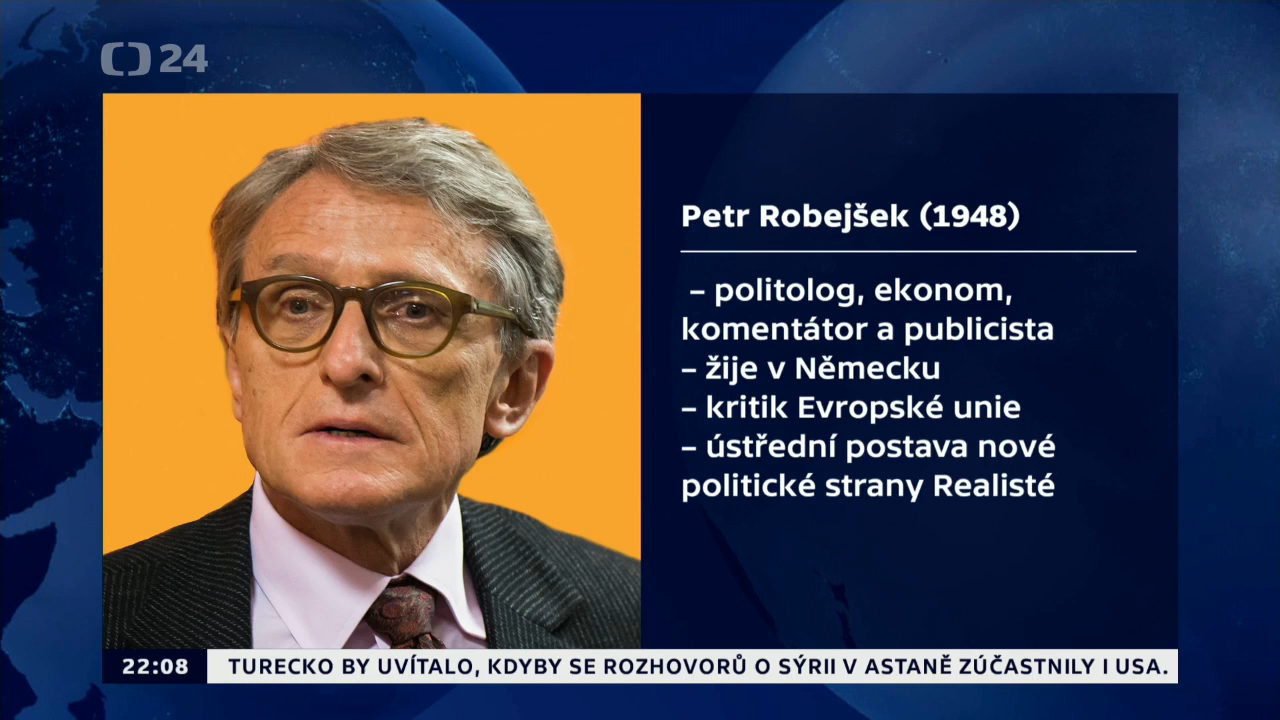 24
Petr Robejšek (1948)
– politolog, ekonom,
komentátor a publicista
– žije v Německu
– kritik Evropské unie
– ústřední postava nové
politické strany Realisté
22:08 TURECKO BY UVÍTALO, KDYBY SE ROZHOVORŮ O SÝRII V ASTANĚ ZÚČASTNILY I USA.